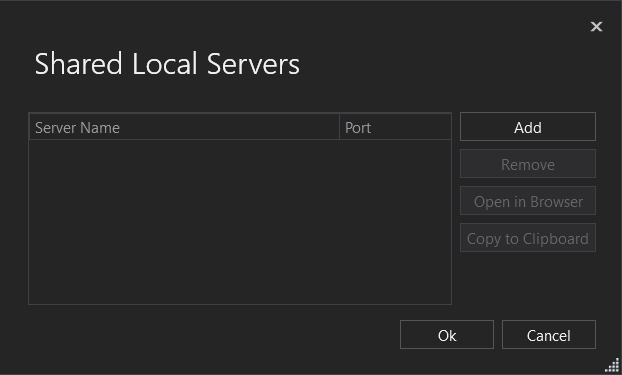 Shared Local Servers
Server Name Port
Add
Remove
Open in Browser
Copy to Clipboard
Ok Cancel